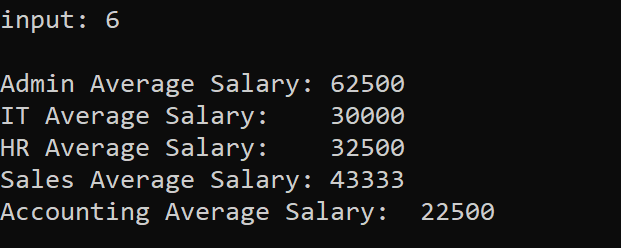 input: 6
Admin Average Salary: 62500
IT Average Salary:    30000
HR Average Salary:    32500
Sales Average Salary: 43333
Accounting Average Salary:  22500